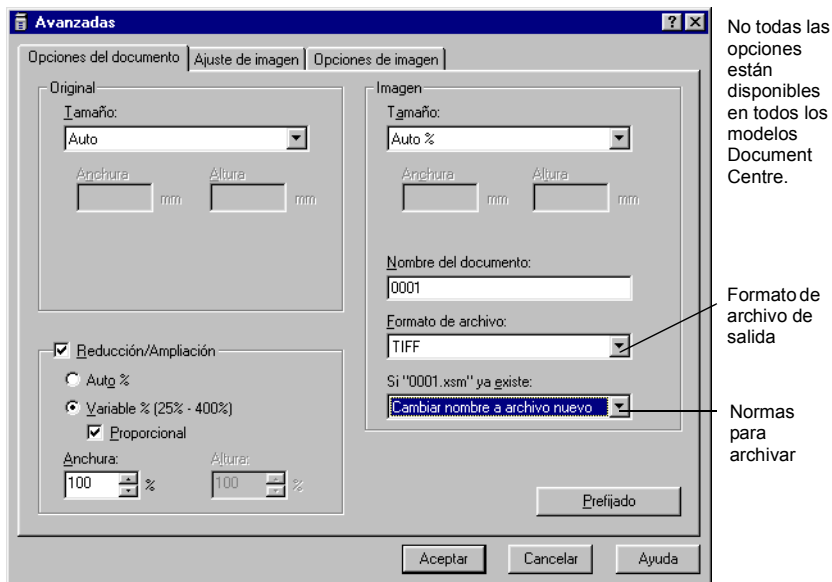 Avanzadas
Opciones del documento
Ajuste de imagen
Opciones de imagen
Original
Tamaño:
Auto
Anchura
Altura
mm
mm
Reducción/Ampliación
Auto %
Variable % (25% - 400%)
Proporcional
Anchura:
Altura:
100
%
100
%
Imagen
Tamaño:
Auto %
Anchura
Altura
mm
mm
Nombre del documento:
0001
Formato de archivo:
TIFF
Si "0001.xsm" ya existe:
Cambiar nombre a archivo nuevo
Prefijado
Aceptar
Cancelar
Ayuda
No todas las
opciones
están
disponibles
en todos los
modelos
Document
Centre.
Formato de
archivo de
salida
Normas
para
archivar